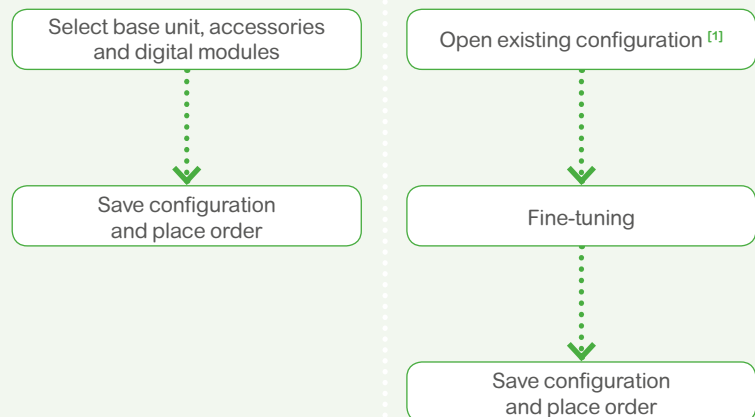 Select base unit, accessories
and digital modules
Save configuration
and place order
Open existing configuration [1]
Fine-tuning
Save configuration
and place order